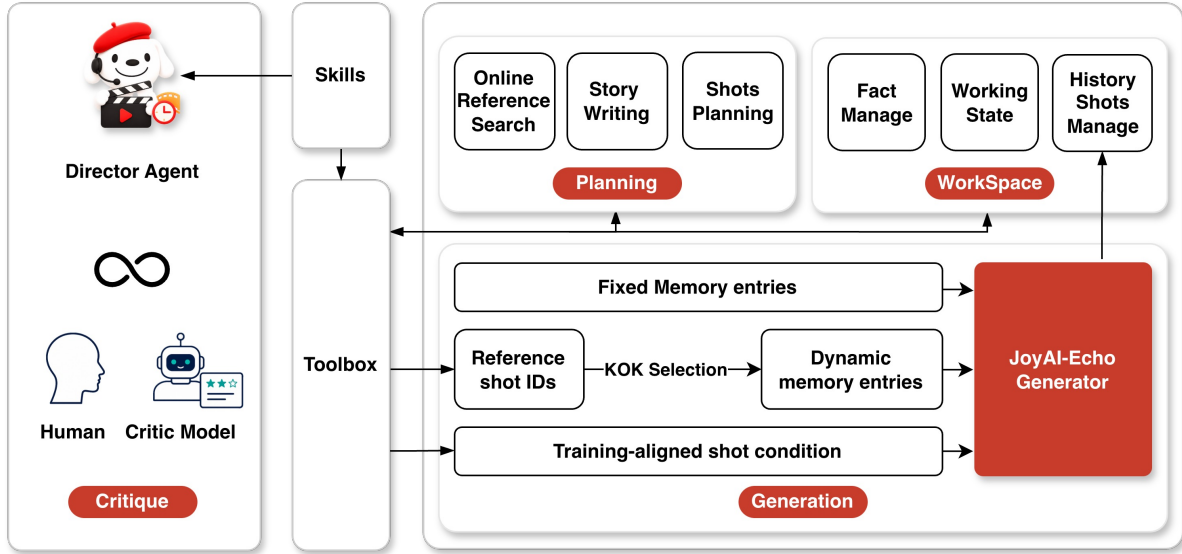 Director Agent
Human
Critic Model
Critique
Skills
Toolbox
Online
Reference
Search
Story
Writing
Shots
Planning
Planning
Fact
Manage
Working
State
History
Shots
Manage
WorkSpace
Fixed Memory entries
Reference
shot IDs
KOK Selection
Dynamic
memory entries
Training-aligned shot condition
JoyAI-Echo
Generator
Generation